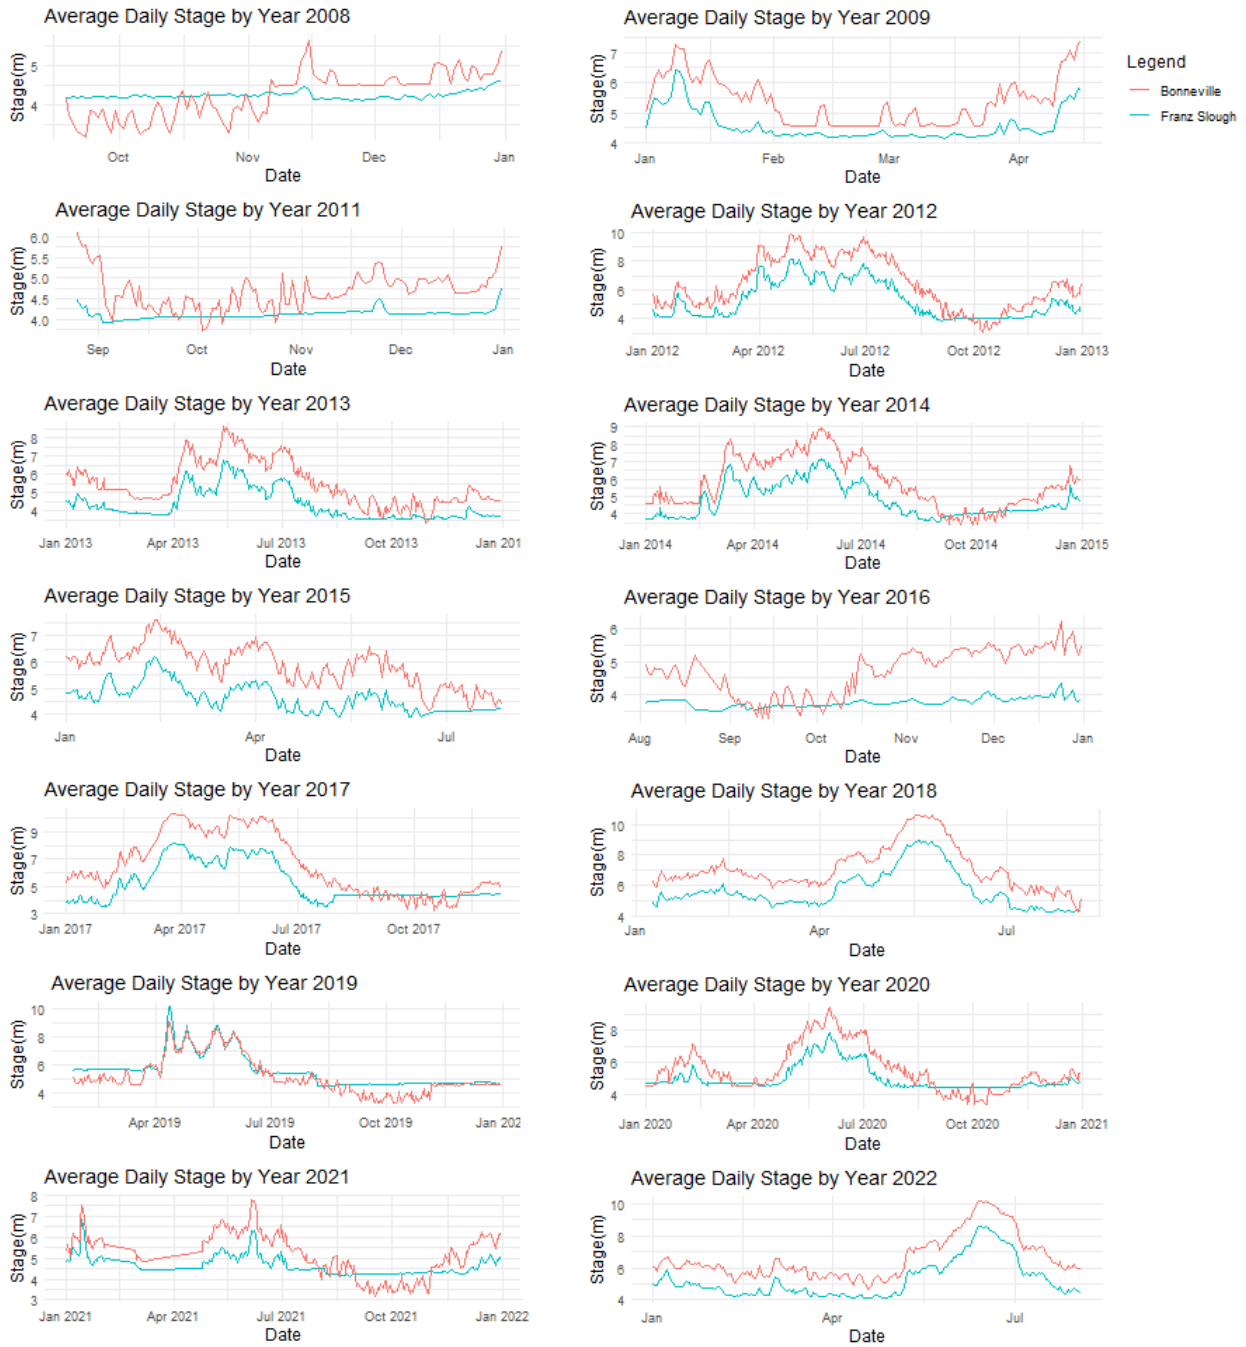 Average Daily Stage by Year 2008
Stage(m)
5
4
Oct Nov Dec Jan
Date
Average Daily Stage by Year 2009
Stage(m)
7
6
5
4
Jan Feb Mar Apr
Date
Legend
Bonneville
Franz Slough
Average Daily Stage by Year 2011
Stage(m)
6.0
5.5
5.0
4.5
4.0
Sep Oct Nov Dec Jan
Date
Average Daily Stage by Year 2012
Stage(m)
10
8
6
4
Jan 2012 Apr 2012 Jul 2012 Oct 2012 Jan 2013
Date
Average Daily Stage by Year 2013
Stage(m)
8
7
6
5
4
Jan 2013 Apr 2013 Jul 2013 Oct 2013 Jan 201
Date
Average Daily Stage by Year 2014
Stage(m)
9
8
7
6
5
4
Jan 2014 Apr 2014 Jul 2014 Oct 2014 Jan 2015
Date
Average Daily Stage by Year 2015
Stage(m)
7
6
5
4
Jan Apr Jul
Date
Average Daily Stage by Year 2016
Stage(m)
6
5
4
Aug Sep Oct Nov Dec Jan
Date
Average Daily Stage by Year 2017
Stage(m)
9
7
5
3
Jan 2017 Apr 2017 Jul 2017 Oct 2017
Date
Average Daily Stage by Year 2018
Stage(m)
10
8
6
4
Jan Apr Jul
Date
Average Daily Stage by Year 2019
Stage(m)
10
8
6
4
Apr 2019 Jul 2019 Oct 2019 Jan 202
Date
Average Daily Stage by Year 2020
Stage(m)
8
6
4
Jan 2020 Apr 2020 Jul 2020 Oct 2020 Jan 2021
Date
Average Daily Stage by Year 2021
Stage(m)
8
7
6
5
4
3
Jan 2021 Apr 2021 Jul 2021 Oct 2021 Jan 2022
Date
Average Daily Stage by Year 2022
Stage(m)
10
8
6
4
Jan Apr Jul
Date